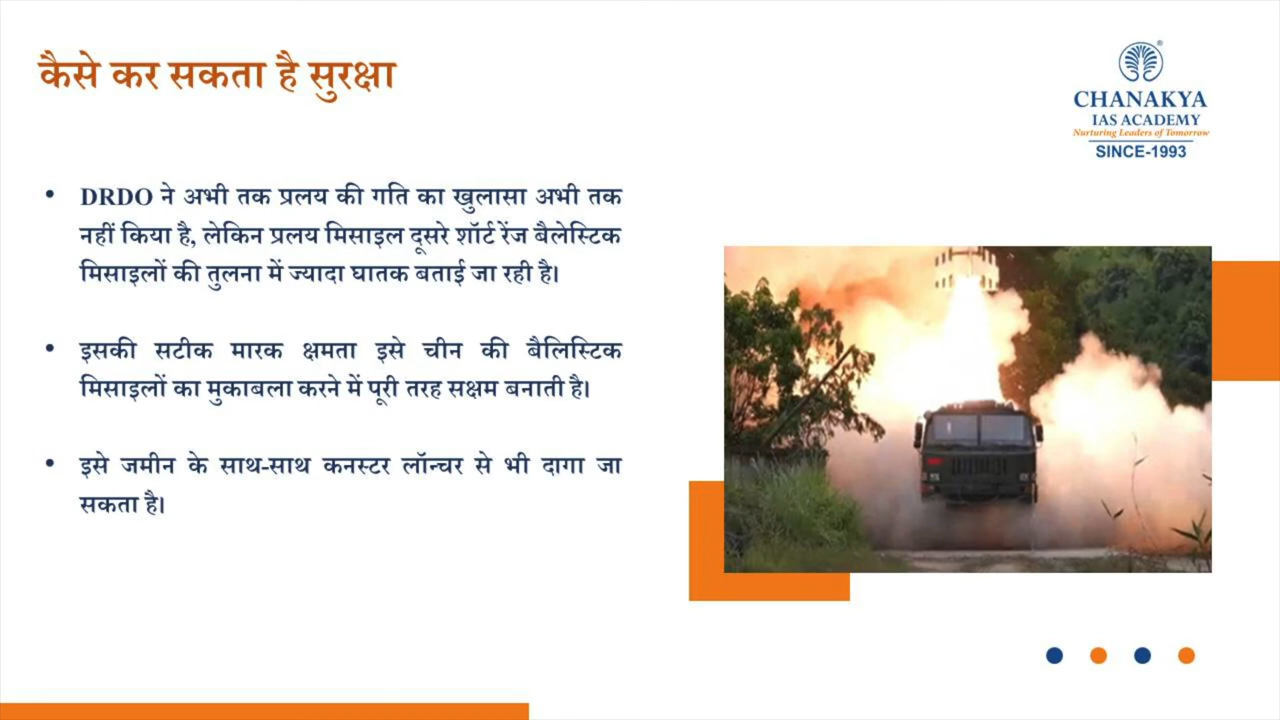 कैसे कर सकता है सुरक्षा
CHANAKYA
IAS ACADEMY
Nurturing Leaders of Tomorrow
SINCE-1993
• DRDO ने अभी तक प्रलय की गति का खुलासा अभी तक
नहीं किया है, लेकिन प्रलय मिसाइल दूसरे शॉर्ट रेंज बैलेस्टिक
मिसाइलों की तुलना में ज्यादा घातक बताई जा रही है।
• इसकी सटीक मारक क्षमता इसे चीन की बैलिस्टिक
मिसाइलों का मुकाबला करने में पूरी तरह सक्षम बनाती है।
• इसे जमीन के साथ-साथ कनस्टर लॉन्चर से भी दागा जा
सकता है।